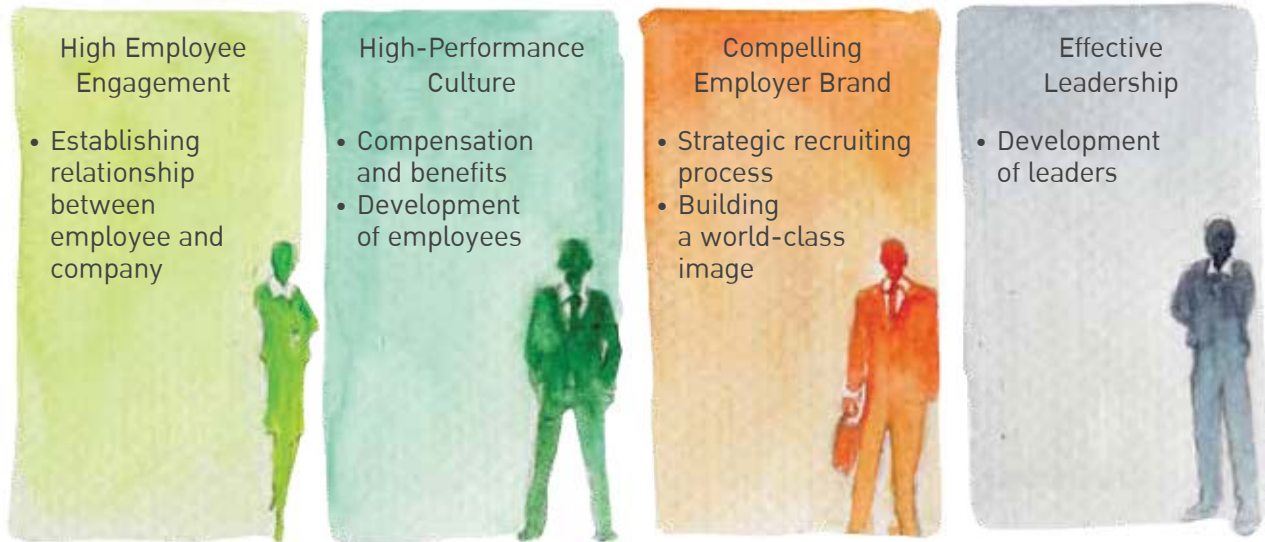 High Employee
Engagement
• Establishing
relationship
between
employee and
company
High-Performance
Culture
• Compensation
and benefits
• Development
of employees
Compelling
Employer Brand
• Strategic recruiting
process
• Building
a world-class
image
Effective
Leadership
• Development
of leaders